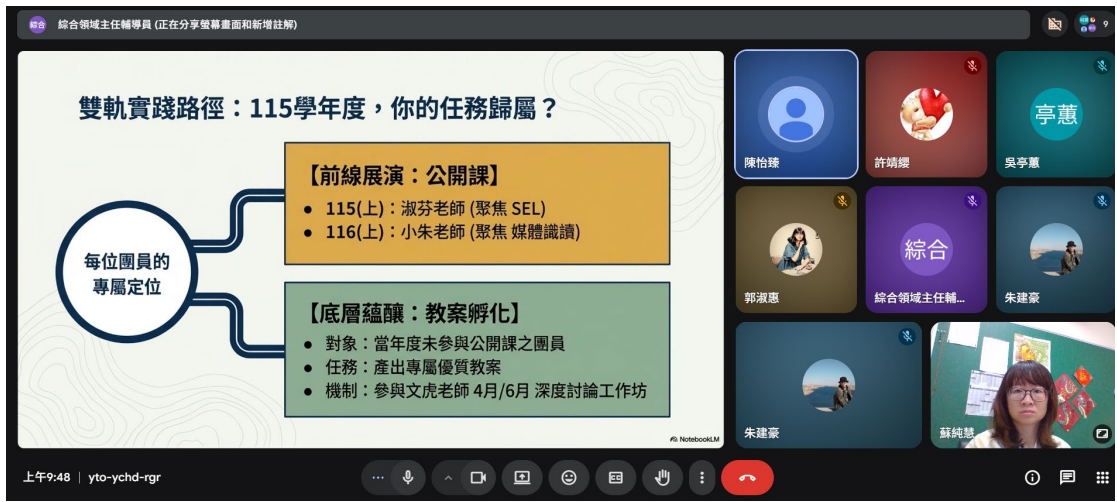 綜合 綜合領域主任輔導員 (正在分享螢幕畫面和新增註解)
9
雙軌實踐路徑：115學年度，你的任務歸屬？
每位團員的
專屬定位
【前線展演：公開課】
• 115(上)：淑芬老師 (聚焦 SEL)
• 116(上)：小朱老師 (聚焦 媒體識讀)
【底層蘊釀：教案孵化】
• 對象：當年度未參與公開課之團員
• 任務：產出專屬優質教案
• 機制：參與文虎老師 4月/6月 深度討論工作坊
NotebookLM
陳怡臻
許靖纓
亭蕙
吳亭蕙
郭淑惠
綜合
綜合領域主任輔...
朱建豪
朱建豪
蘇純慧
上午9:48 | yto-ychd-rgr